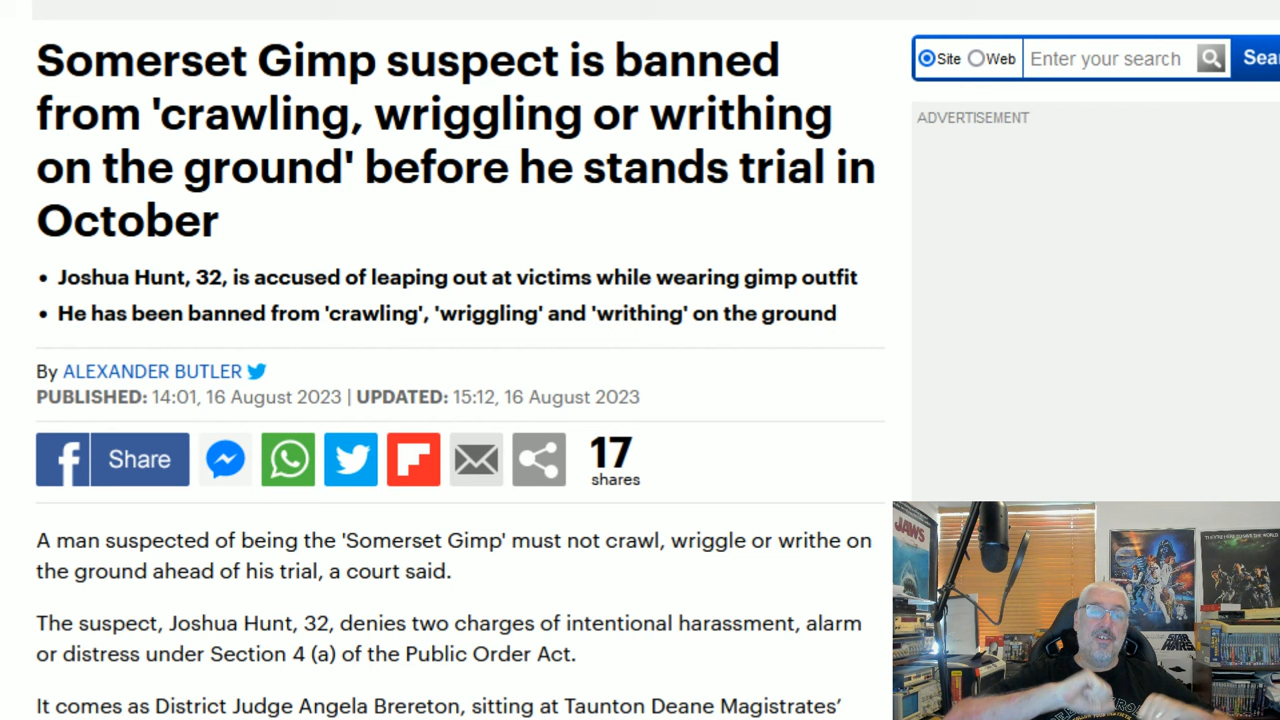 Somerset Gimp suspect is banned
from 'crawling, wriggling or writhing
on the ground' before he stands trial in
October
• Joshua Hunt, 32, is accused of leaping out at victims while wearing gimp outfit
• He has been banned from 'crawling', 'wriggling' and 'writhing' on the ground
By ALEXANDER BUTLER
PUBLISHED: 14:01, 16 August 2023 | UPDATED: 15:12, 16 August 2023
Share
17
shares
A man suspected of being the 'Somerset Gimp' must not crawl, wriggle or writhe on
the ground ahead of his trial, a court said.
The suspect, Joshua Hunt, 32, denies two charges of intentional harassment, alarm
or distress under Section 4 (a) of the Public Order Act.
It comes as District Judge Angela Brereton, sitting at Taunton Deane Magistrates’
Site Web Enter your search Sea
ADVERTISEMENT
JAWS
STAR
WARS